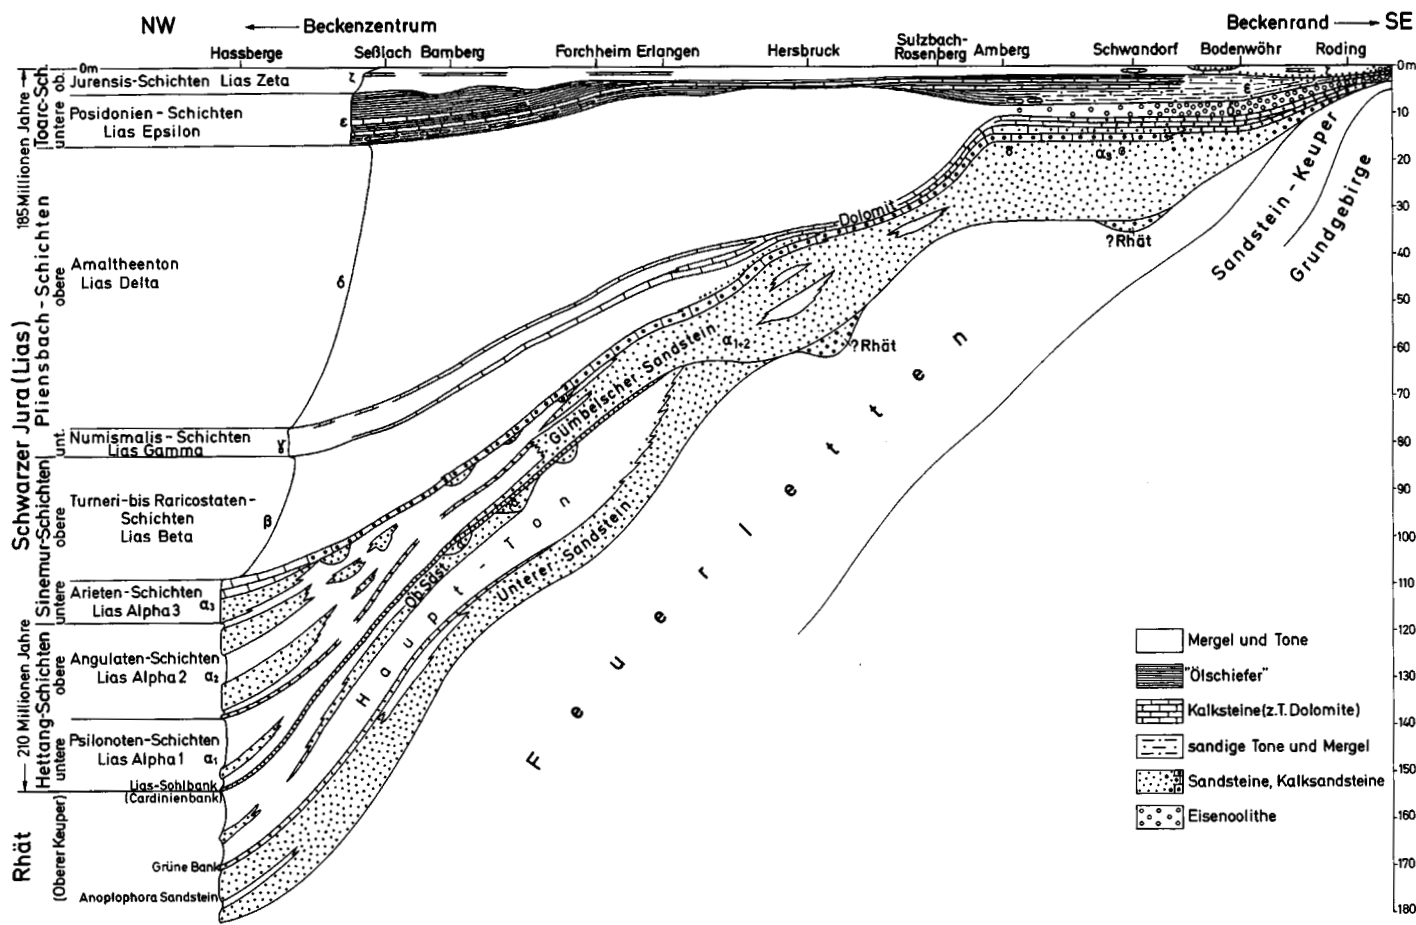 NW ← Beckenzentrum
Beckenrand → SE
Hassberge Seßlach Bamberg Forchheim Erlangen Hersbruck Sulzbach-Rosenberg Amberg Schwandorf Bodenwöhr Roding
0m
0m
10
20
30
40
50
60
70
80
90
100
110
120
130
140
150
160
170
180
Schwarzer Jura (Lias)
185 Millionen Jahre
210 Millionen Jahre
Toarc-Sch.
ob.
untere
Jurensis-Schichten Lias Zeta
ζ
Posidonien-Schichten
Lias Epsilon
ε
Pliensbach-Schichten
obere
unt.
Amaltheenton
Lias Delta
δ
Numismalis-Schichten
Lias Gamma
γ
Sinemur-Schichten
obere
untere
Turneri-bis Raricostaten-
Schichten
Lias Beta
β
Arieten-Schichten
Lias Alpha 3
α3
Hettang-Schichten
obere
untere
Angulaten-Schichten
Lias Alpha 2
α2
Psilonoten-Schichten
Lias Alpha 1
α1
Lias-Sohlbank
(Cardinienbank)
Rhät
(Oberer Keuper)
Grüne Bank
Anoplophora Sandstein
Dolomit
Gümbelscher Sandstein
α1-2
Ob. Sdst.
Haupt-Ton
Unterer Sandstein
?Rhät
?Rhät
ε
δ
α3
Feuerletten
Sandstein-Keuper
Grundgebirge
Mergel und Tone
"Ölschiefer"
Kalksteine (z.T. Dolomite)
sandige Tone und Mergel
Sandsteine, Kalksandsteine
Eisenoolithe